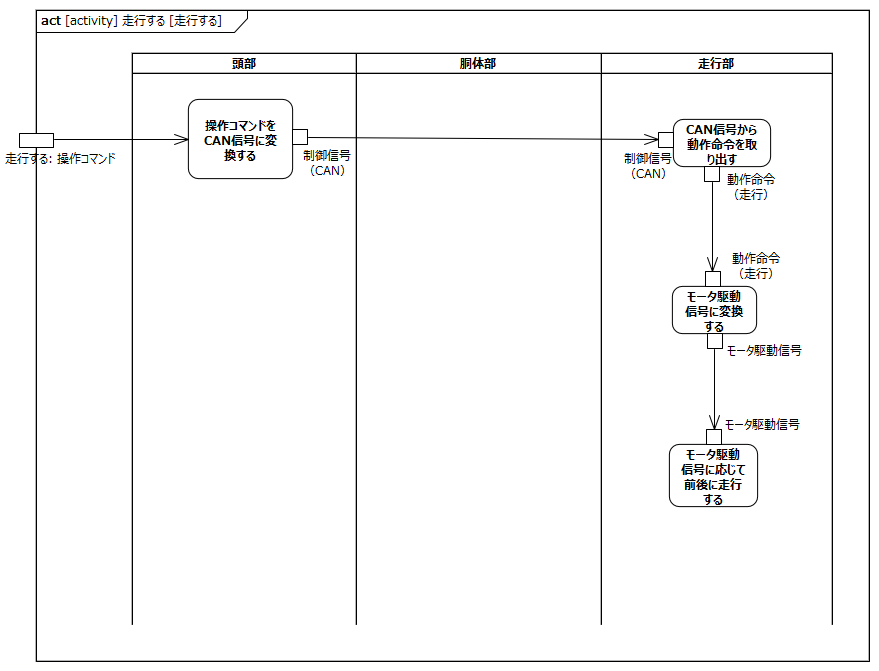 act [activity] 走行する [走行する]
頭部
胴体部
走行部
走行する: 操作コマンド
操作コマンドを
CAN信号に変
換する
制御信号
（CAN）
制御信号
（CAN）
CAN信号から
動作命令を取
り出す
動作命令
（走行）
動作命令
（走行）
モータ駆動
信号に変換
する
モータ駆動信号
モータ駆動信号
モータ駆動
信号に応じて
前後に走行
する